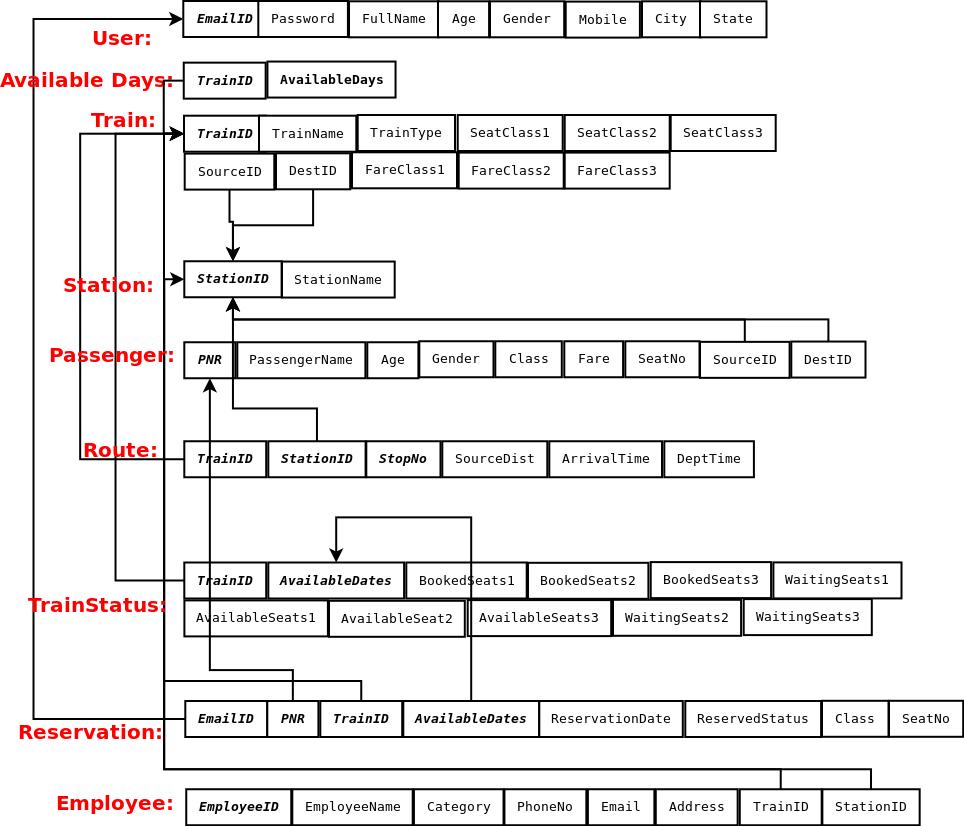 EmailID Password FullName Age Gender Mobile City State
User:
Available Days: TrainID AvailableDays
Train:
TrainID TrainName TrainType SeatClass1 SeatClass2 SeatClass3
SourceID DestID FareClass1 FareClass2 FareClass3
Station: StationID StationName
Passenger: PNR PassengerName Age Gender Class Fare SeatNo SourceID DestID
Route: TrainID StationID StopNo SourceDist ArrivalTime DeptTime
TrainID AvailableDates BookedSeats1 BookedSeats2 BookedSeats3 WaitingSeats1
TrainStatus:
AvailableSeats1 AvailableSeat2 AvailableSeats3 WaitingSeats2 WaitingSeats3
EmailID PNR TrainID AvailableDates ReservationDate ReservedStatus Class SeatNo
Reservation:
Employee: EmployeeID EmployeeName Category PhoneNo Email Address TrainID StationID